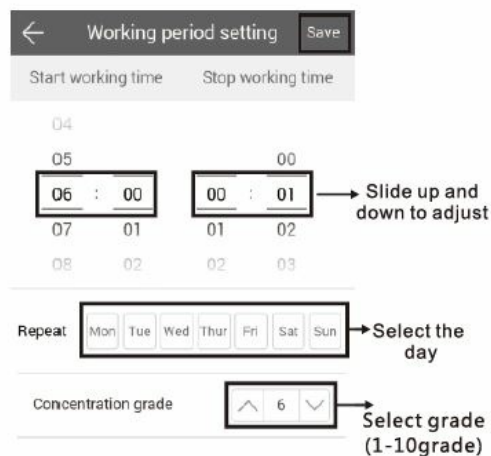 Working period setting Save
Start working time Stop working time
04
05 00
06 : 00 00 : 01
Slide up and
down to adjust
07 01 01 02
08 02 02 03
Repeat Mon Tue Wed Thur Fri Sat Sun
Select the
day
Concentration grade 6
Select grade
(1-10grade)